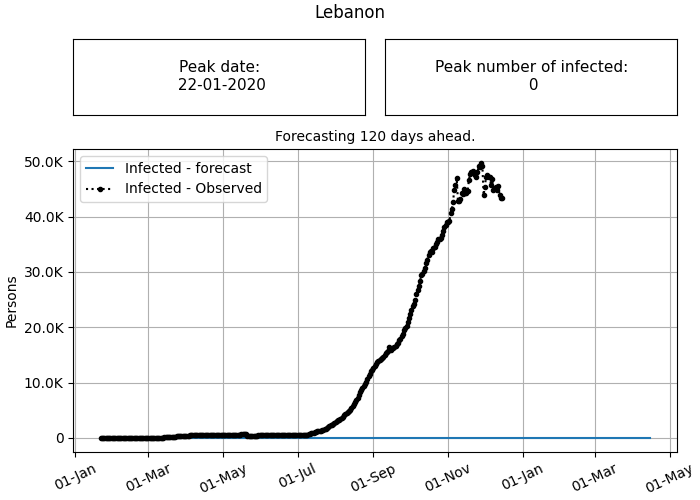 Lebanon
Peak date:
22-01-2020
Peak number of infected:
0
Forecasting 120 days ahead.
Infected - forecast
Infected - Observed
Persons
50.0K
40.0K
30.0K
20.0K
10.0K
0
01-Jan
01-Mar
01-May
01-Jul
01-Sep
01-Nov
01-Jan
01-Mar
01-May